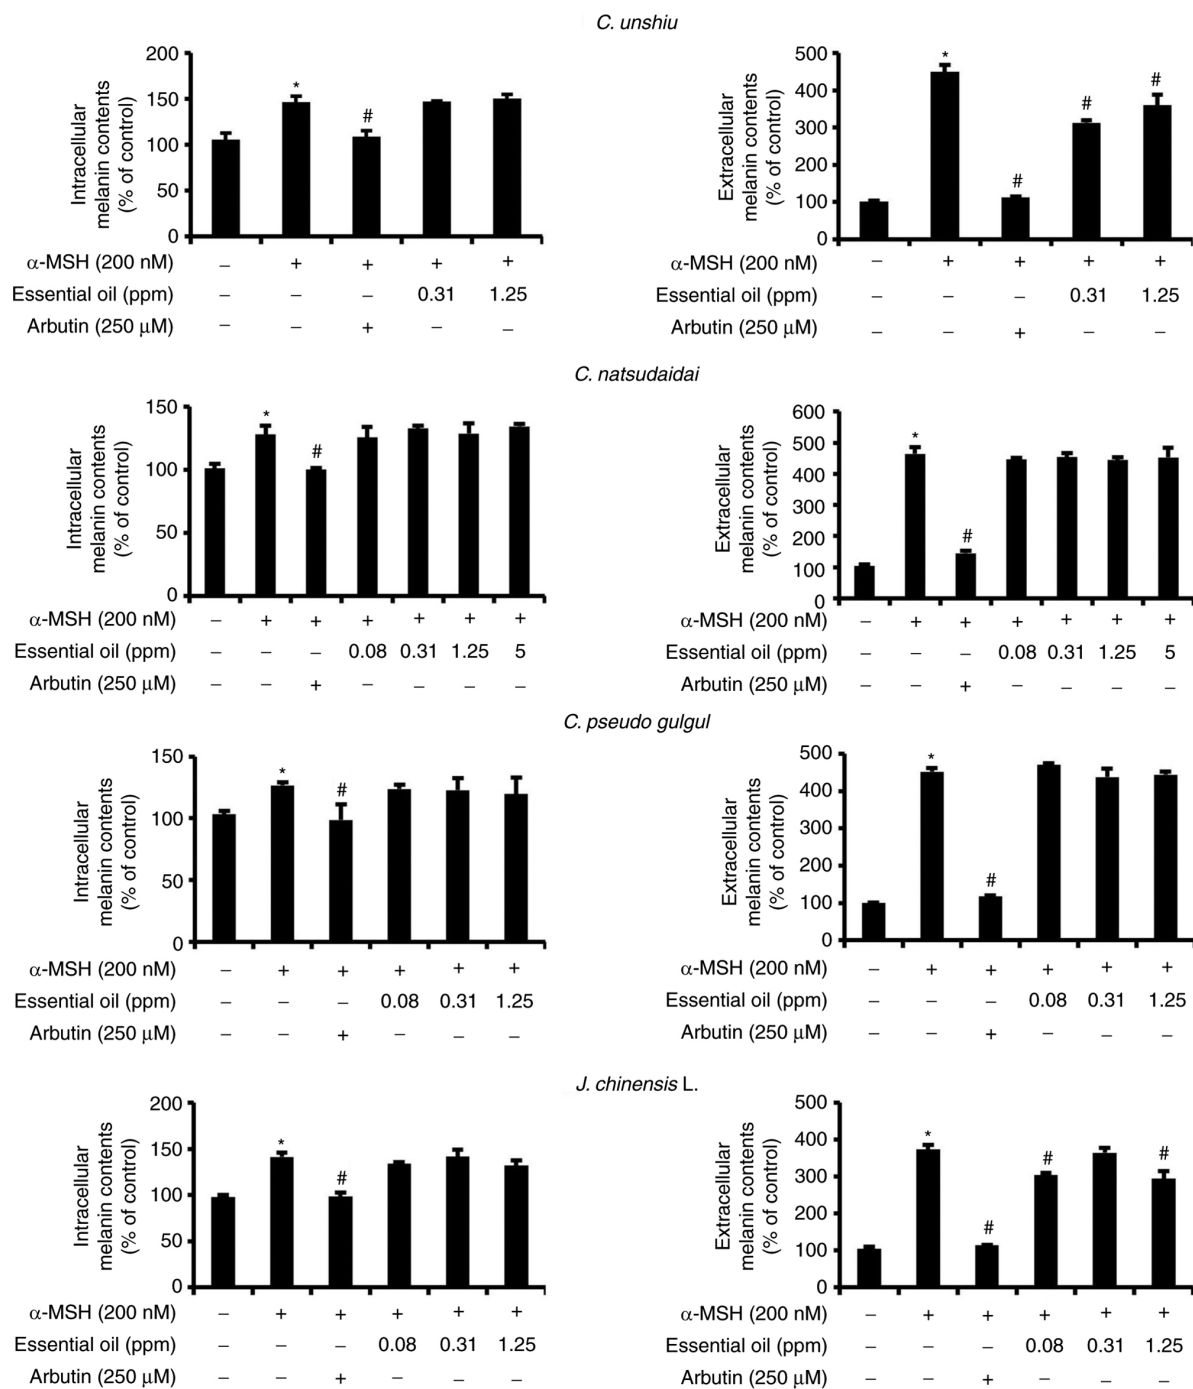 C. unshiu
Intracellular
melanin contents
(% of control)
200
150
100
50
0
*
#
α-MSH (200 nM) – + + + +
Essential oil (ppm) – – – 0.31 1.25
Arbutin (250 μM) – – + – –
Extracellular
melanin contents
(% of control)
500
400
300
200
100
0
*
#
#
#
α-MSH (200 nM) – + + + +
Essential oil (ppm) – – – 0.31 1.25
Arbutin (250 μM) – – + – –
C. natsudaidai
Intracellular
melanin contents
(% of control)
150
100
50
0
*
#
α-MSH (200 nM) – + + + + + +
Essential oil (ppm) – – – 0.08 0.31 1.25 5
Arbutin (250 μM) – – + – – – –
Extracellular
melanin contents
(% of control)
600
500
400
300
200
100
0
*
#
α-MSH (200 nM) – + + + + + +
Essential oil (ppm) – – – 0.08 0.31 1.25 5
Arbutin (250 μM) – – + – – – –
C. pseudo gulgul
Intracellular
melanin contents
(% of control)
150
100
50
0
*
#
α-MSH (200 nM) – + + + + +
Essential oil (ppm) – – – 0.08 0.31 1.25
Arbutin (250 μM) – – + – – –
Extracellular
melanin contents
(% of control)
500
400
300
200
100
0
*
#
α-MSH (200 nM) – + + + + +
Essential oil (ppm) – – – 0.08 0.31 1.25
Arbutin (250 μM) – – + – – –
J. chinensis L.
Intracellular
melanin contents
(% of control)
200
150
100
50
0
*
#
α-MSH (200 nM) – + + + + +
Essential oil (ppm) – – – 0.08 0.31 1.25
Arbutin (250 μM) – – + – – –
Extracellular
melanin contents
(% of control)
500
400
300
200
100
0
*
#
#
#
α-MSH (200 nM) – + + + + +
Essential oil (ppm) – – – 0.08 0.31 1.25
Arbutin (250 μM) – – + – – –